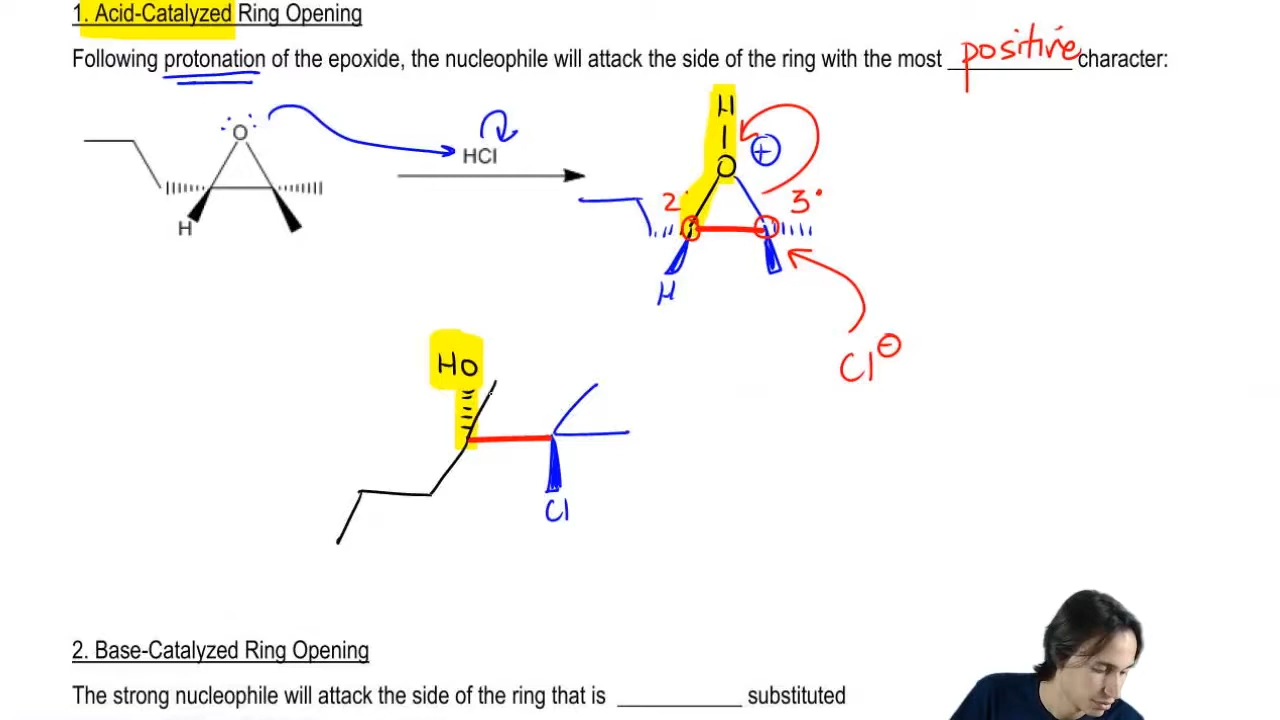 1. Acid-Catalyzed Ring Opening
Following protonation of the epoxide, the nucleophile will attack the side of the ring with the most positive character:
H
O
HCl
H
O
+
2°
3°
H
H
Cl⊖
HO
Cl
2. Base-Catalyzed Ring Opening
The strong nucleophile will attack the side of the ring that is __________ substituted